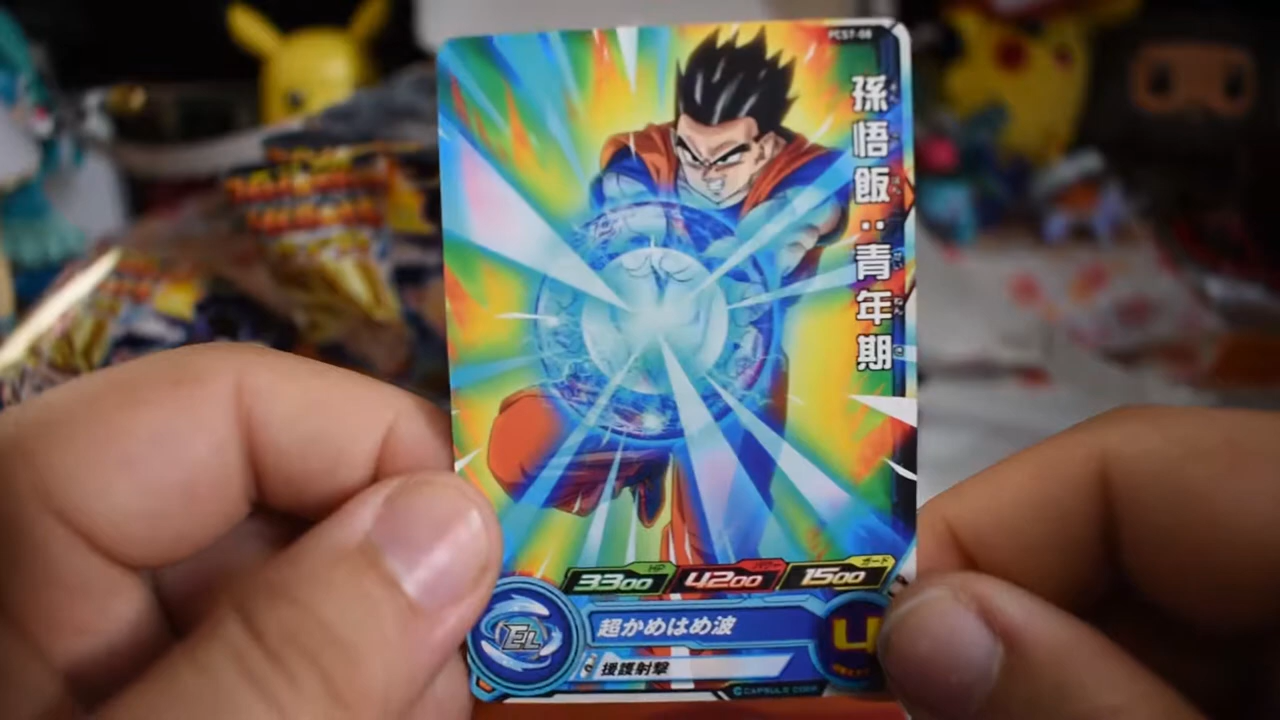 PCS7-08
孫悟飯:青年期
HP
パワー
ガード
3300
4200
1500
EL
超かめはめ波
4
援護射撃
CAPSULE CORP